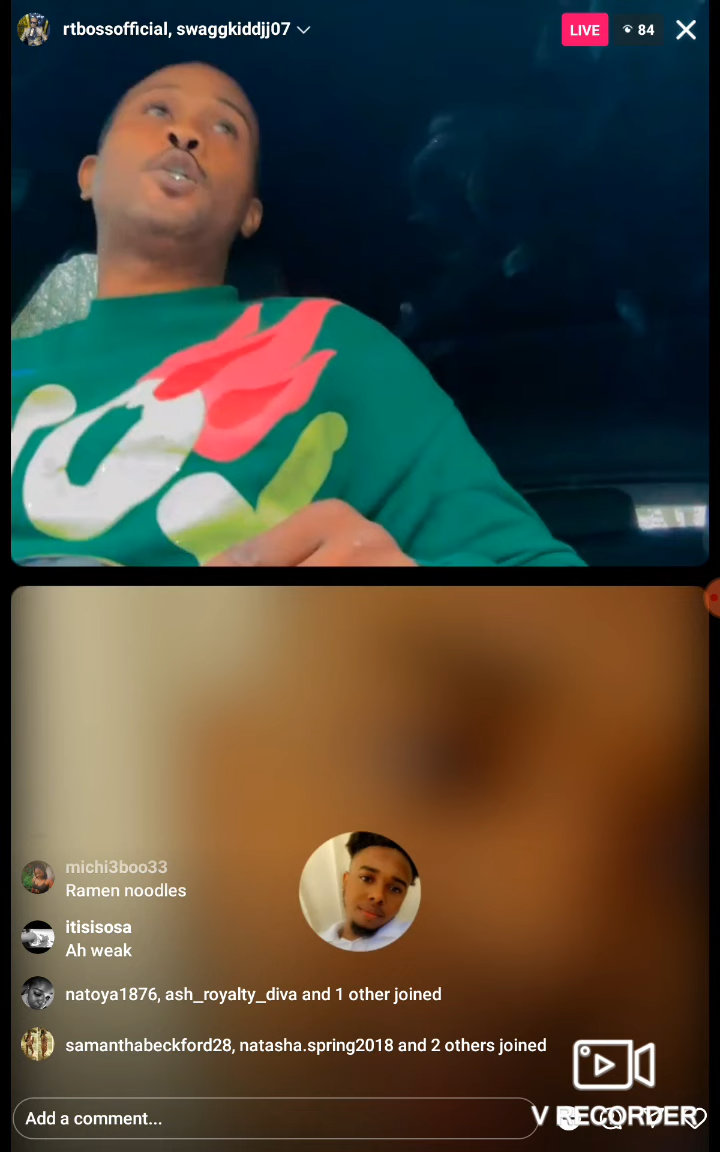 rtbossofficial, swaggkiddjj07
LIVE
84
michi3boo33
Ramen noodles
itisisosa
Ah weak
natoya1876, ash_royalty_diva and 1 other joined
samanthabeckford28, natasha.spring2018 and 2 others joined
Add a comment...
V RECORDER